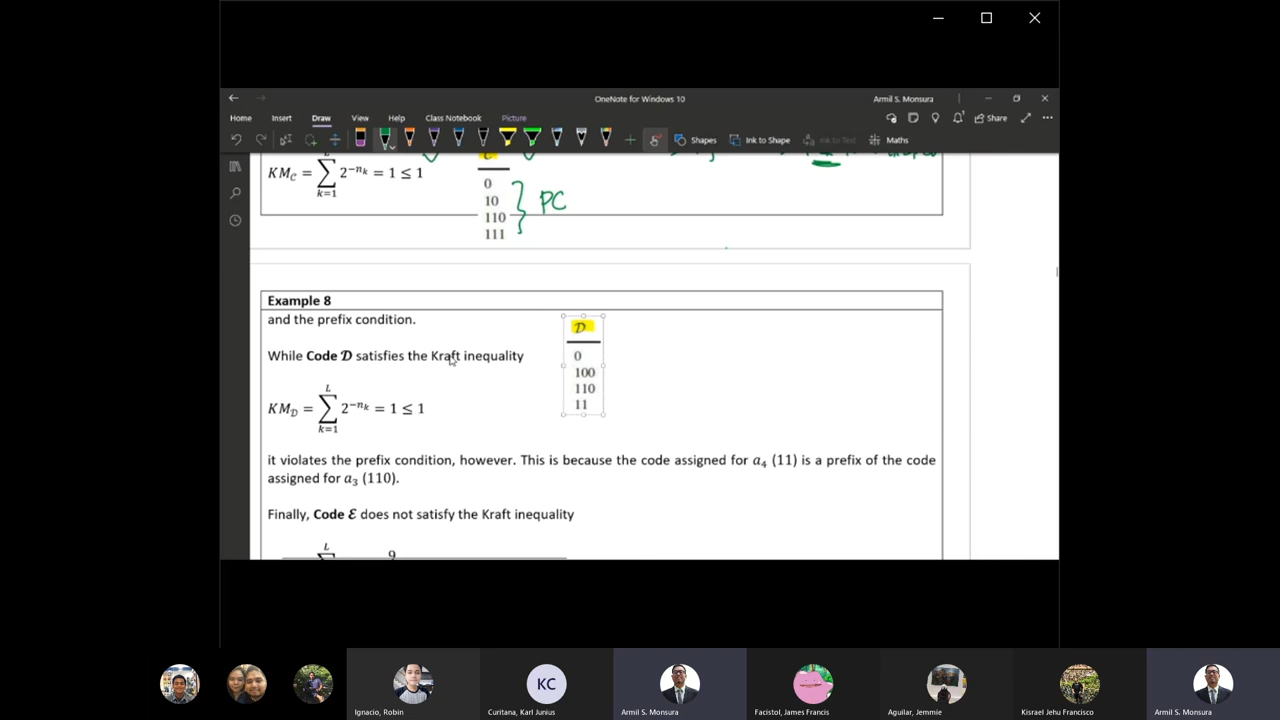 OneNote for Windows 10
Armil S. Monsura
Home Insert Draw View Help Class Notebook Picture
Share
Shapes Ink to Shape Ink to Text Maths
KM_C = ∑ 2^{-n_k} = 1 ≤ 1
k=1
0
10
110
111
PC
Example 8
and the prefix condition.
𝒟
While Code 𝒟 satisfies the Kraft inequality
0
100
110
11
L
KM_𝒟 = ∑ 2^{-n_k} = 1 ≤ 1
k=1
it violates the prefix condition, however. This is because the code assigned for a₄ (11) is a prefix of the code
assigned for a₃ (110).
Finally, Code ℰ does not satisfy the Kraft inequality
L
9
Ignacio, Robin
KC
Curitana, Karl Junius
Armil S. Monsura
Facistol, James Francis
Aguilar, Jemmie
Kisrael Jehu Francisco
Armil S. Monsura